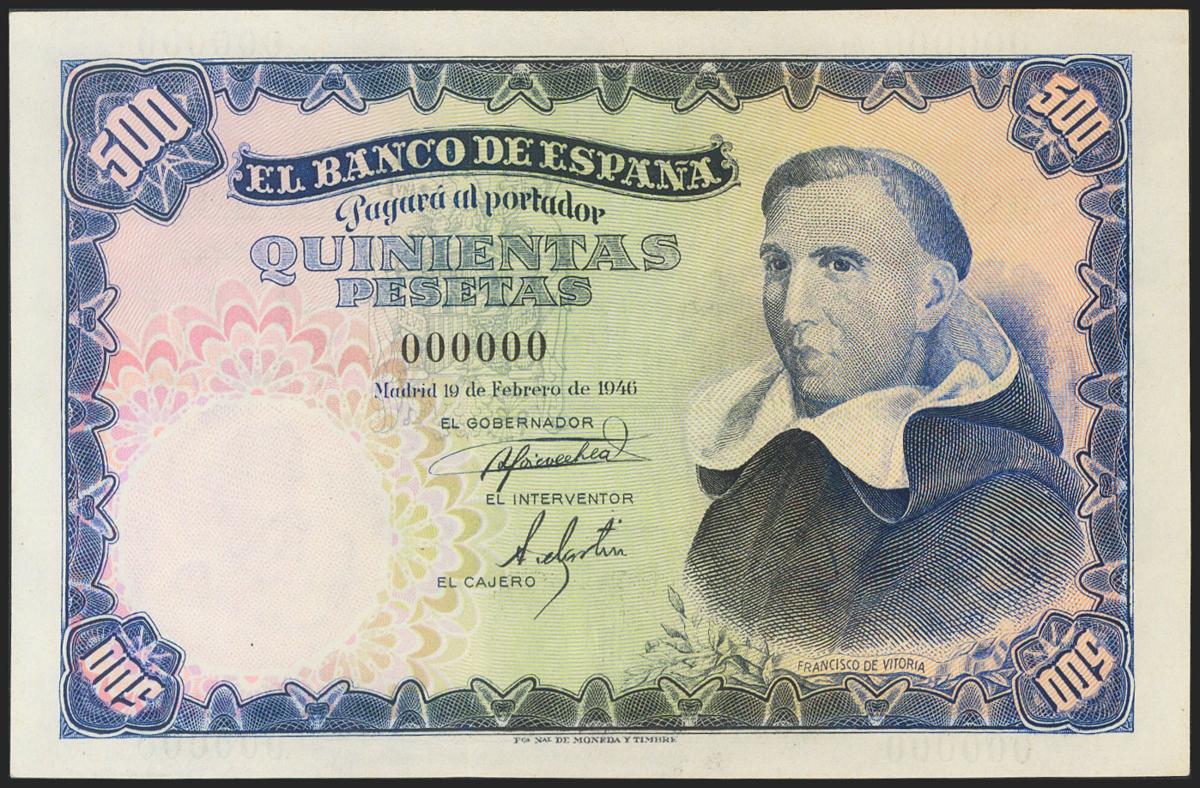 500
500
EL BANCO DE ESPAÑA
Pagará al portador
QUINIENTAS
PESETAS
000000
Madrid 19 de Febrero de 1946
EL GOBERNADOR
EL INTERVENTOR
EL CAJERO
FRANCISCO DE VITORIA
500
500
FCA NAL DE MONEDA Y TIMBRE